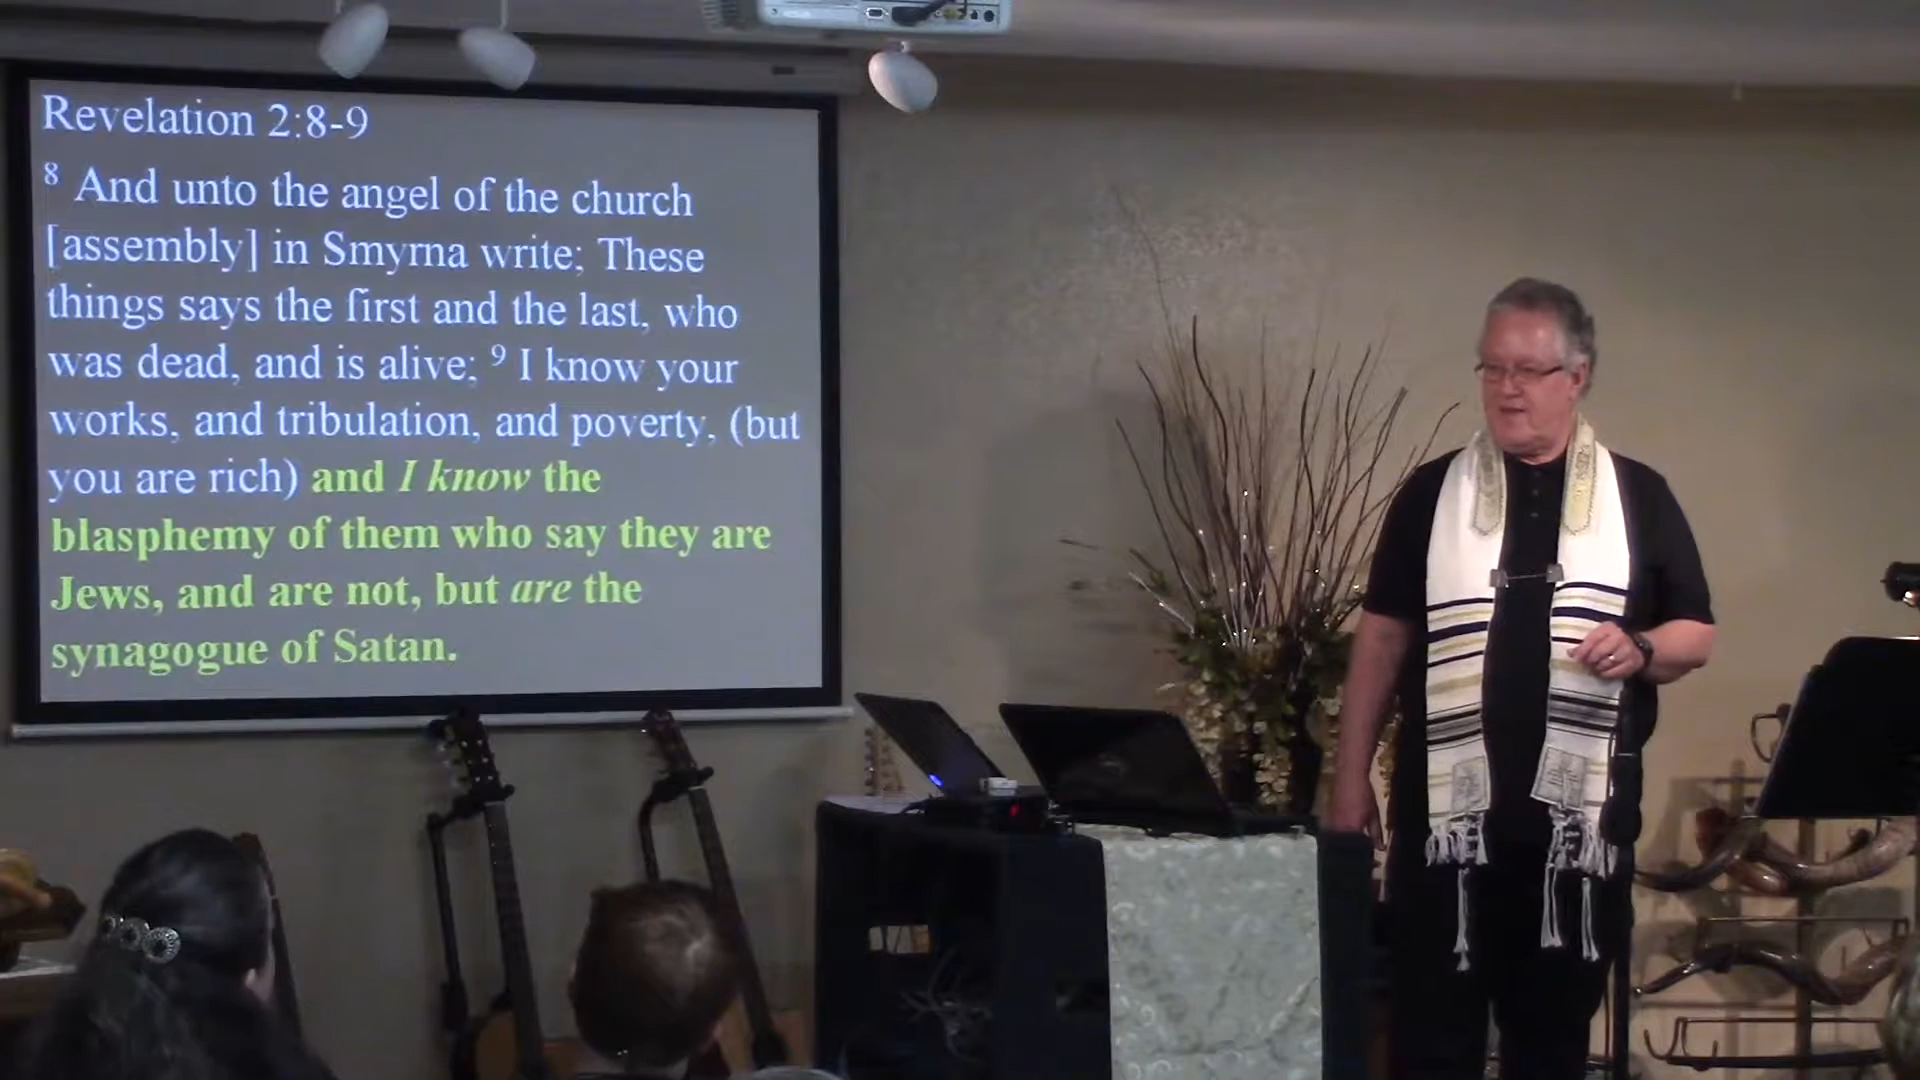 Revelation 2:8-9
8 And unto the angel of the church
[assembly] in Smyrna write; These
things says the first and the last, who
was dead, and is alive; 9 I know your
works, and tribulation, and poverty, (but
you are rich) and I know the
blasphemy of them who say they are
Jews, and are not, but are the
synagogue of Satan.